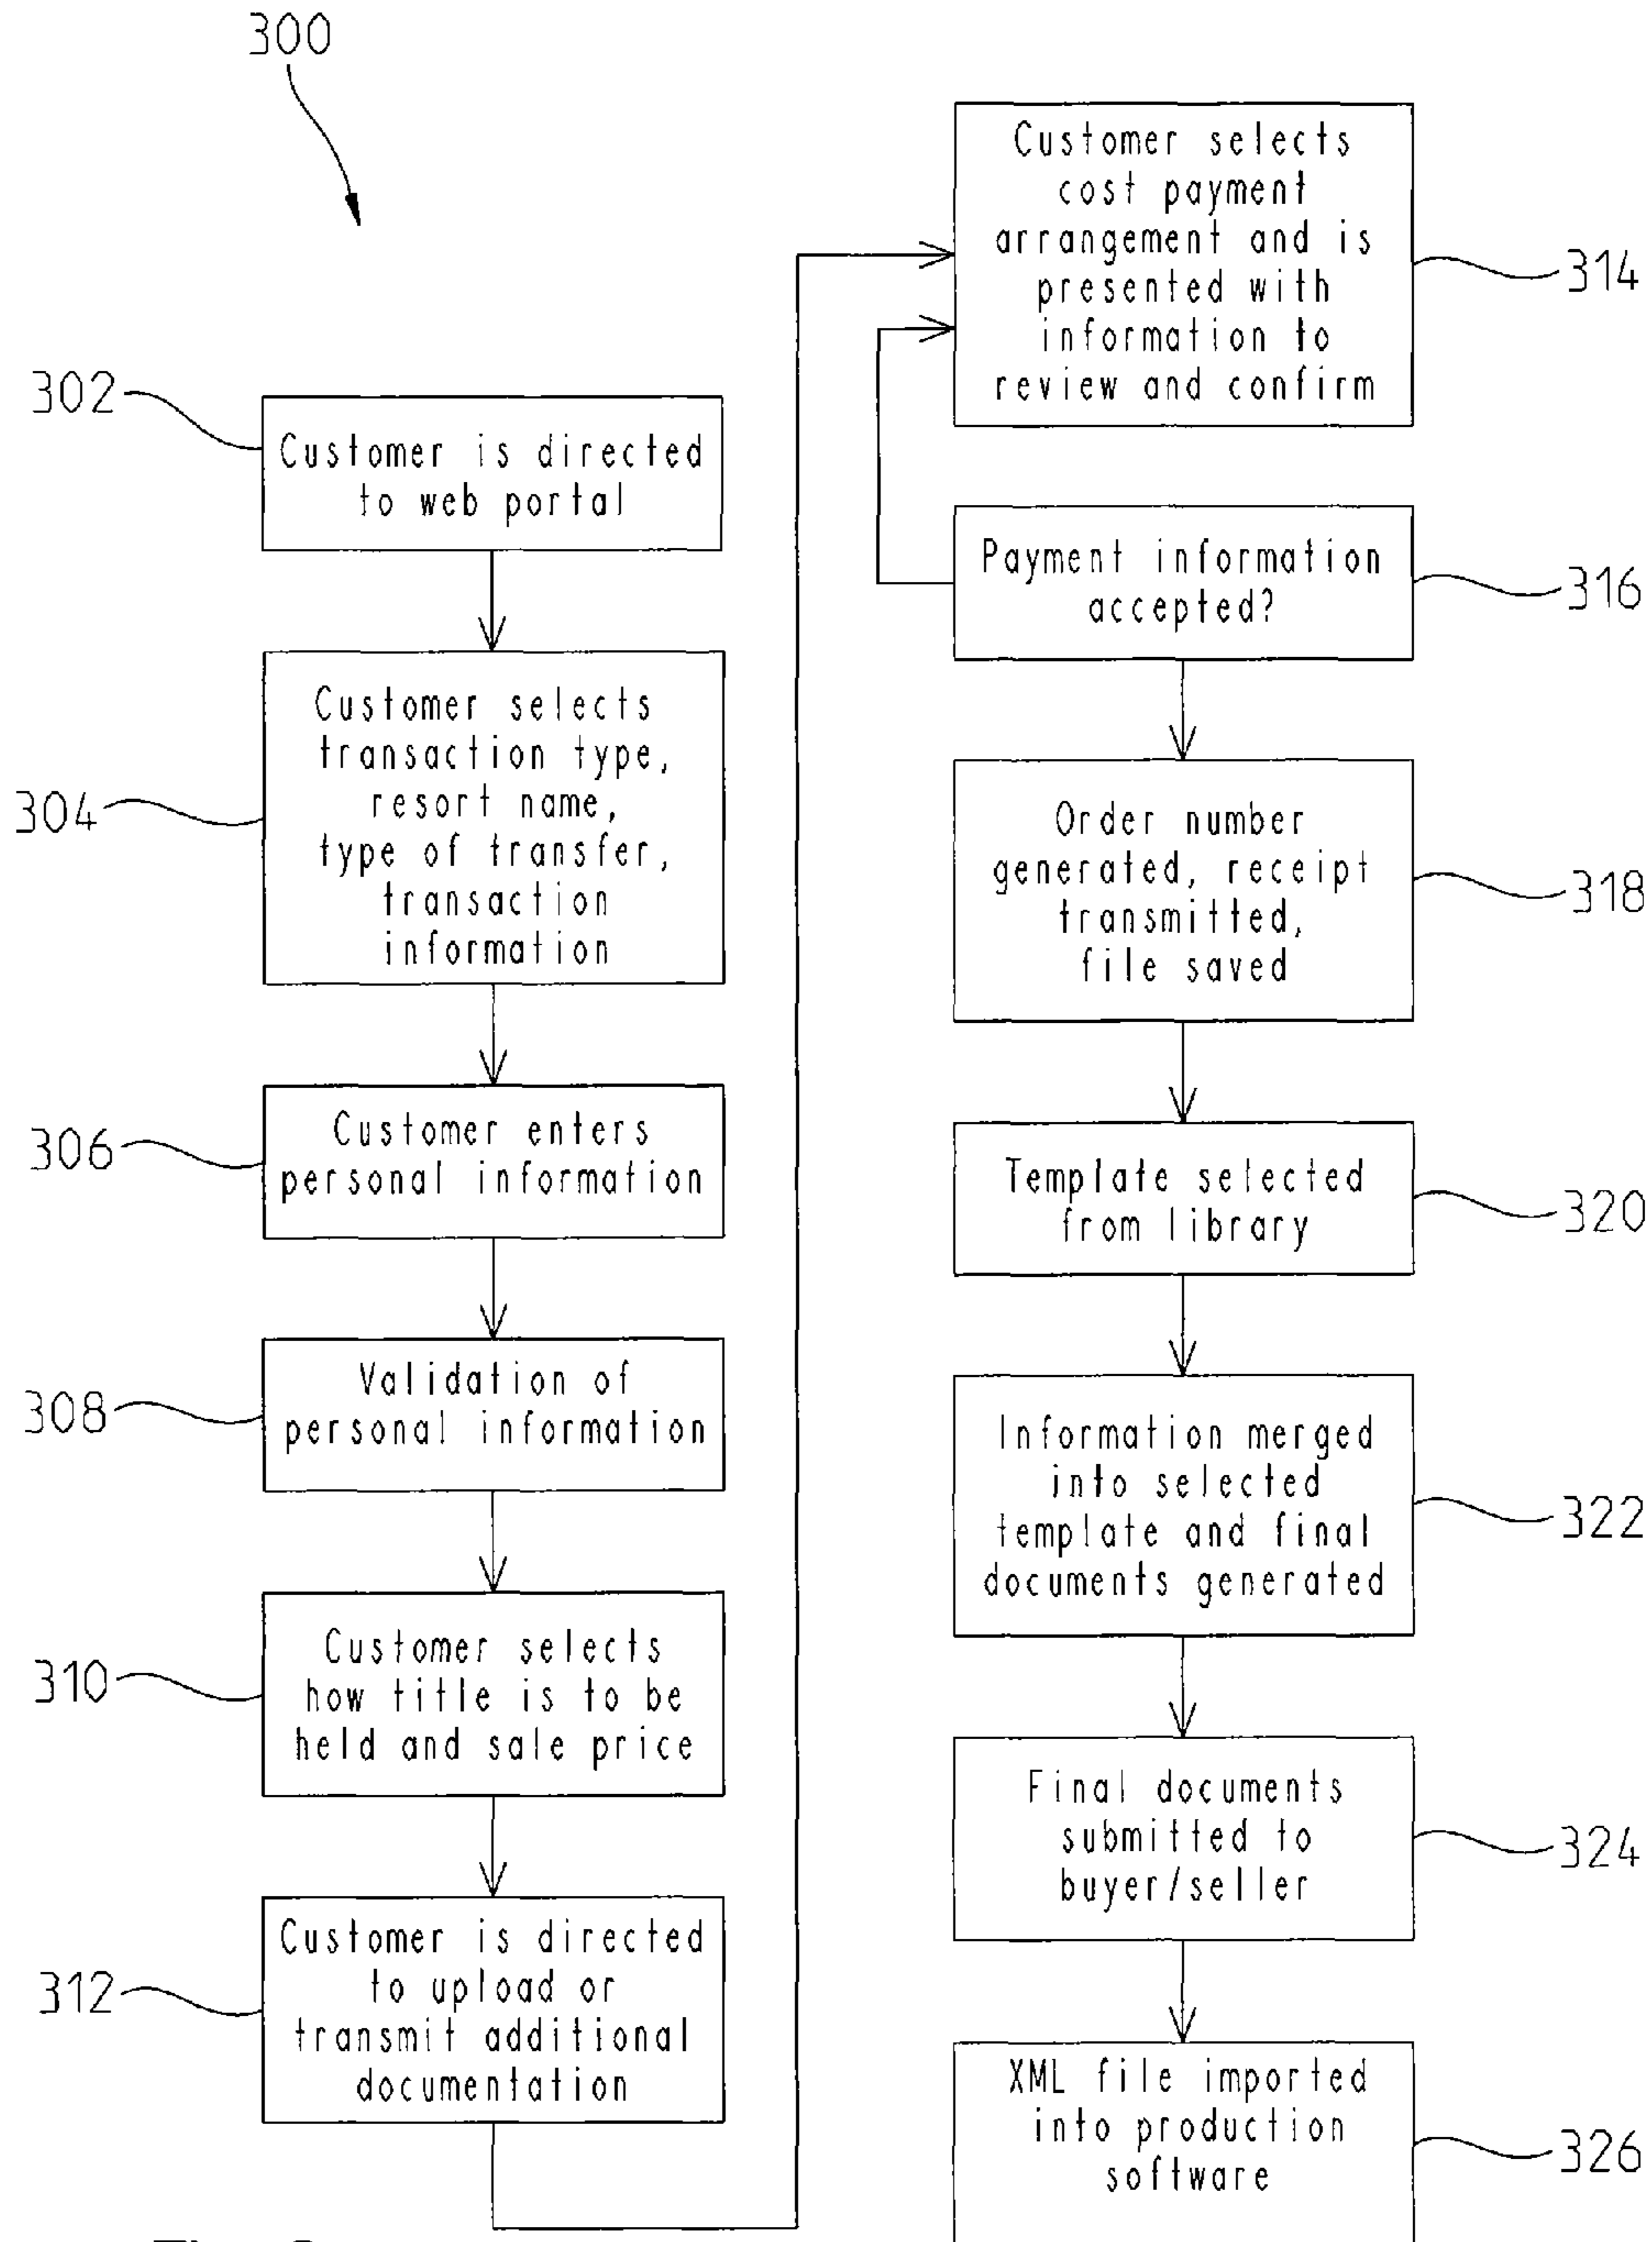 300
302
Customer is directed
to web portal
304
Customer selects
transaction type,
resort name,
type of transfer,
transaction
information
306
Customer enters
personal information
308
Validation of
personal information
310
Customer selects
how title is to be
held and sale price
312
Customer is directed
to upload or
transmit additional
documentation
Customer selects
cost payment
arrangement and is
presented with
information to
review and confirm
314
Payment information
accepted?
316
Order number
generated, receipt
transmitted,
file saved
318
Template selected
from library
320
Information merged
into selected
template and final
documents generated
322
Final documents
submitted to
buyer/seller
324
XML file imported
into production
software
326